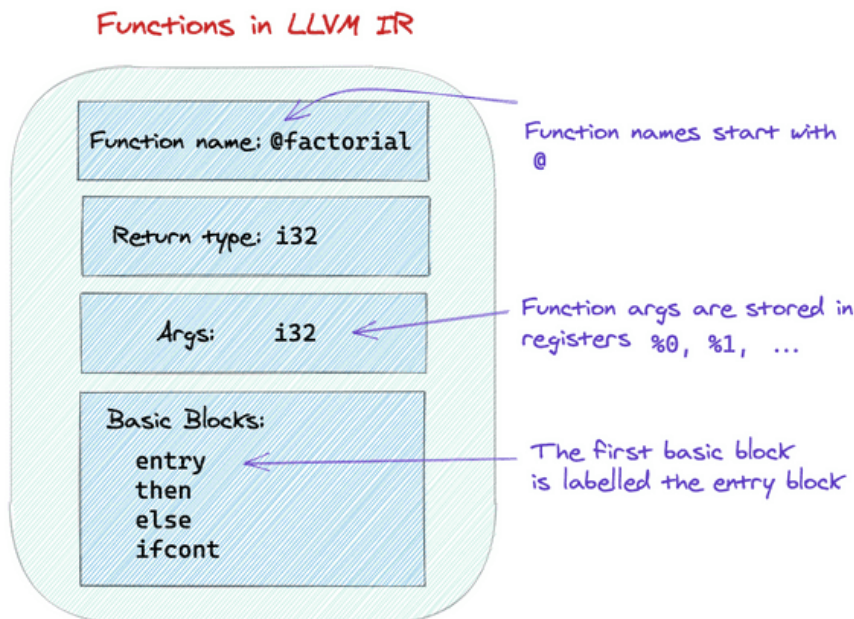 Functions in LLVM IR
Function name: @factorial
Function names start with
@
Return type: i32
Args: i32
Function args are stored in
registers %0, %1, ...
Basic Blocks:
entry
then
else
ifcont
The first basic block
is labelled the entry block